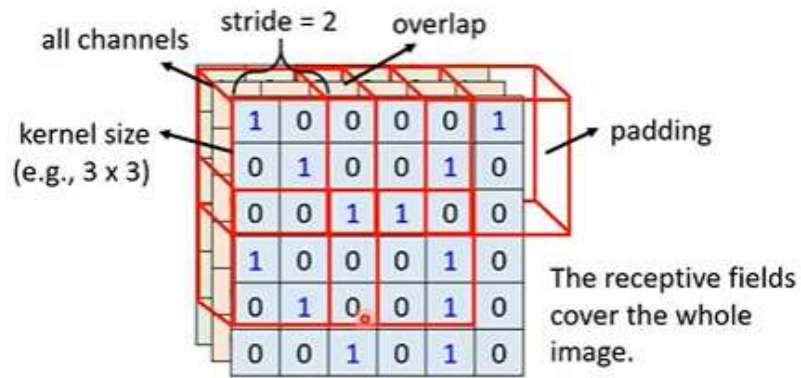 stride = 2
overlap
all channels
kernel size
(e.g., 3 x 3)
padding
1 0 0 0 0 1
0 1 0 0 1 0
0 0 1 1 0 0
1 0 0 0 1 0
0 1 0 0 1 0
0 0 1 0 1 0
The receptive fields
cover the whole
image.